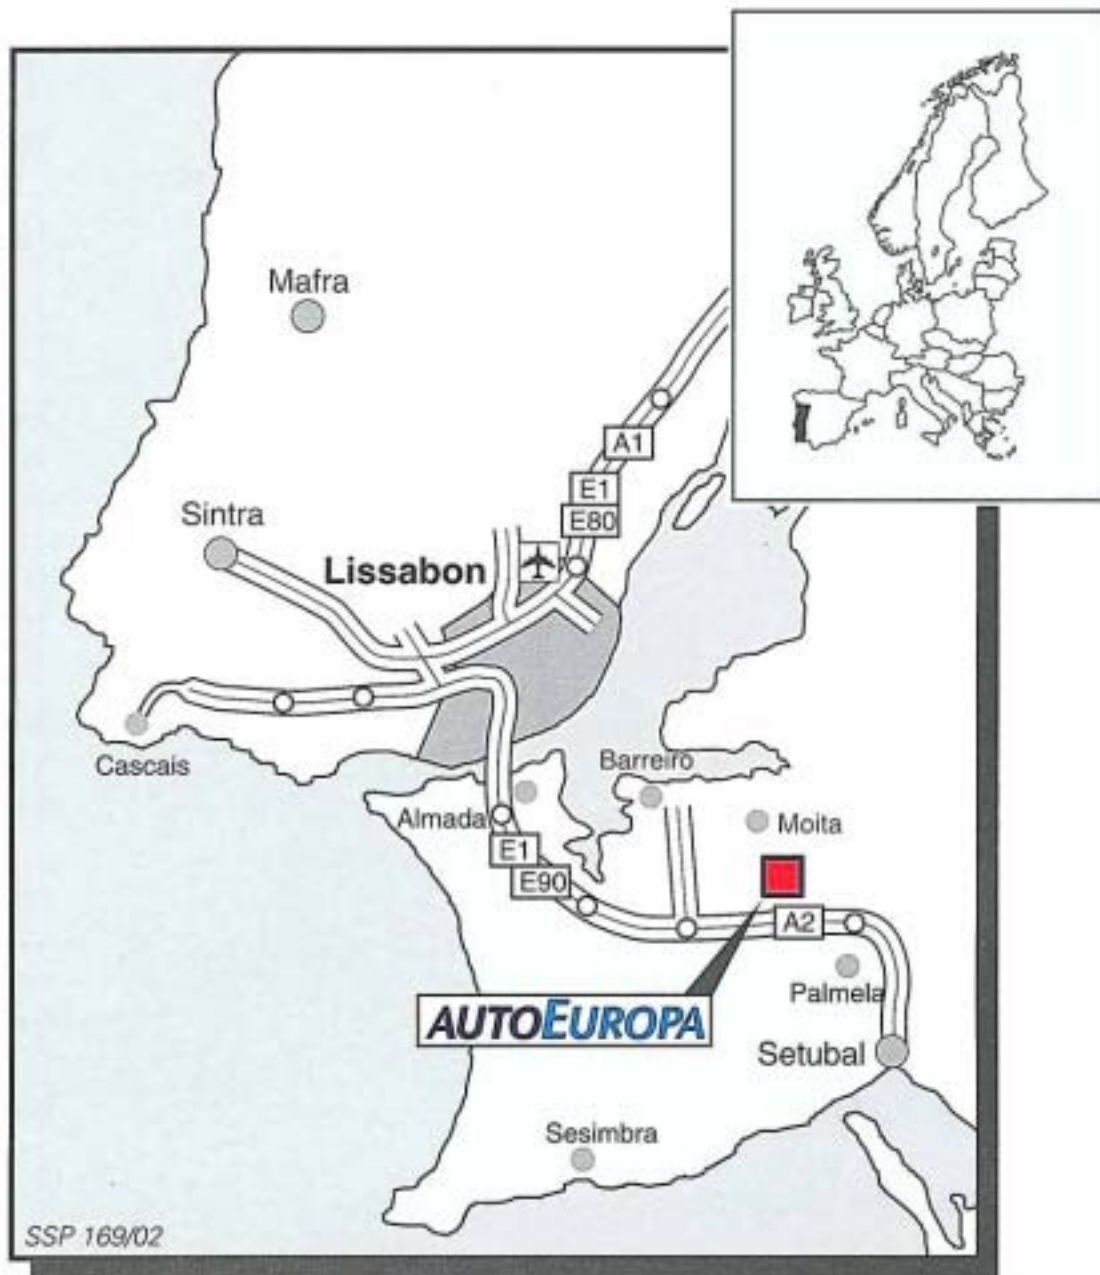 Mafra
A1
E1
E80
Sintra
Lissabon
Cascais
Barreiro
Almada
Moita
E1
E90
A2
Palmela
AUTOEUROPA
Setubal
Sesimbra
SSP 169/02